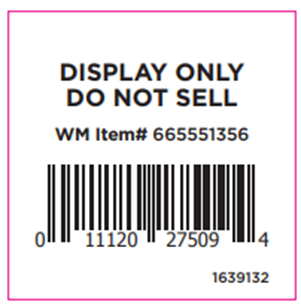 DISPLAY ONLY
DO NOT SELL
WM Item# 665551356
0 11120 27509 4
1639132